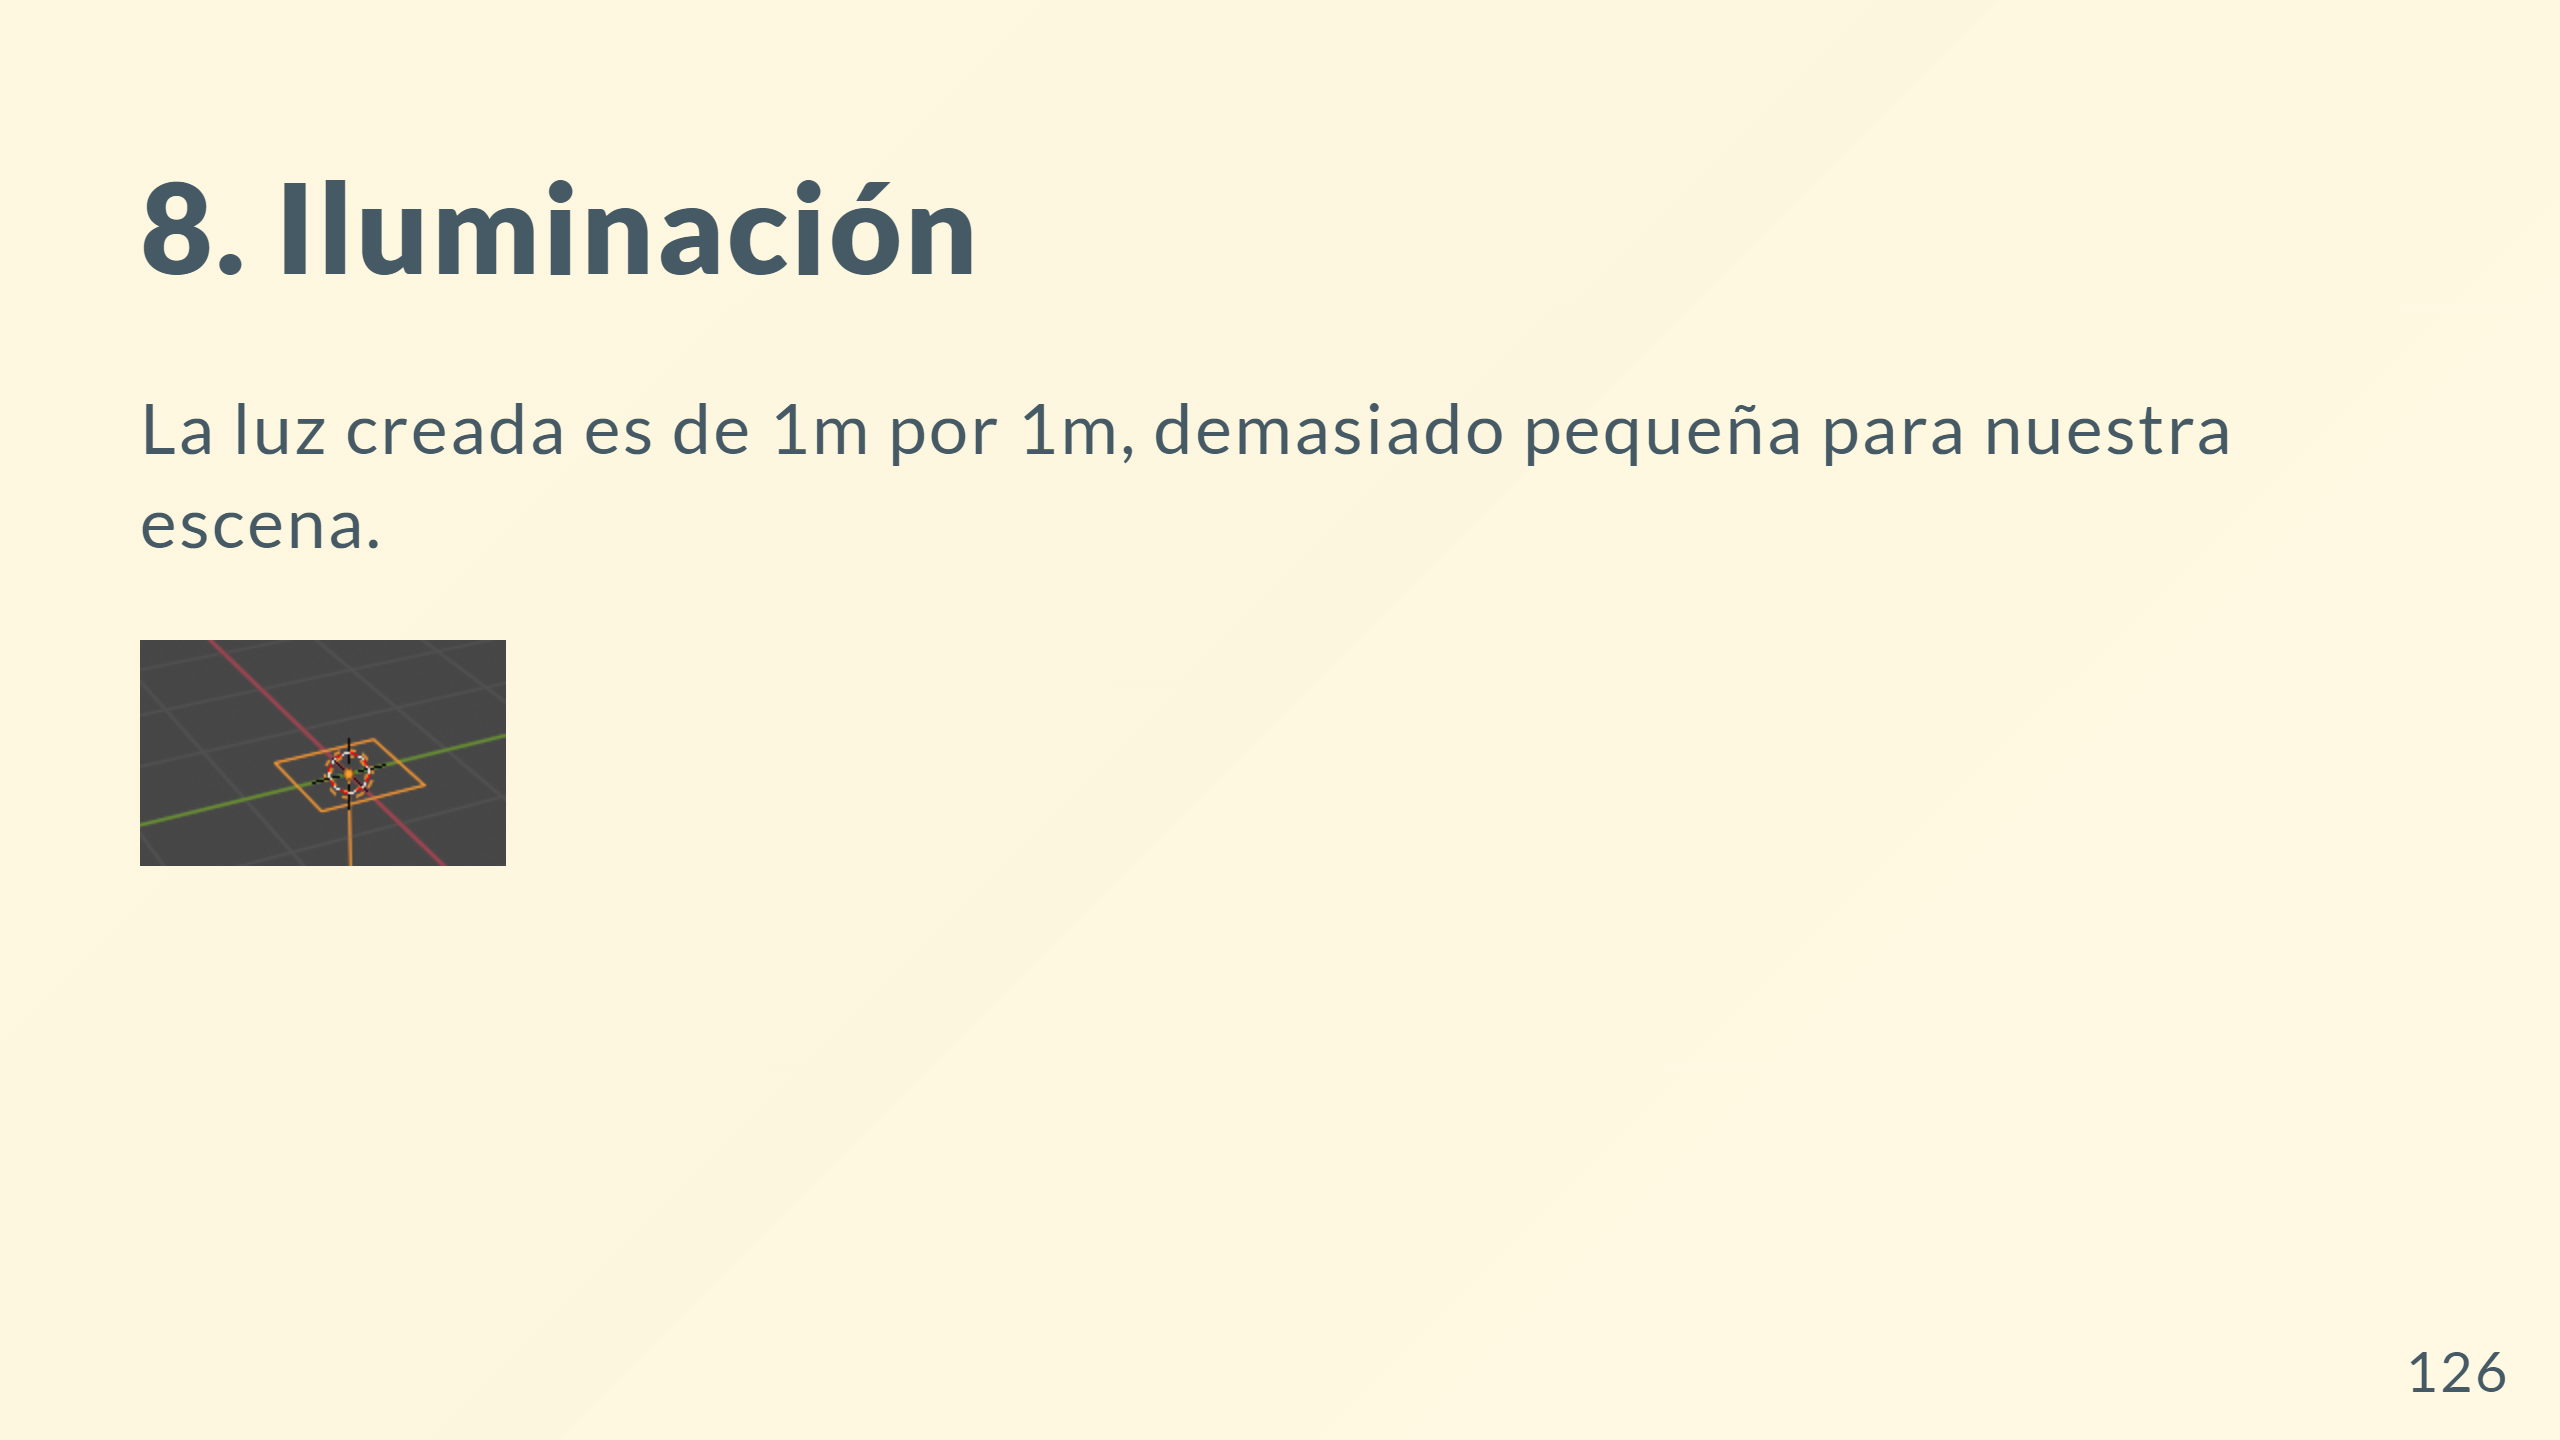 8. Iluminación
La luz creada es de 1m por 1m, demasiado pequeña para nuestra
escena.
126